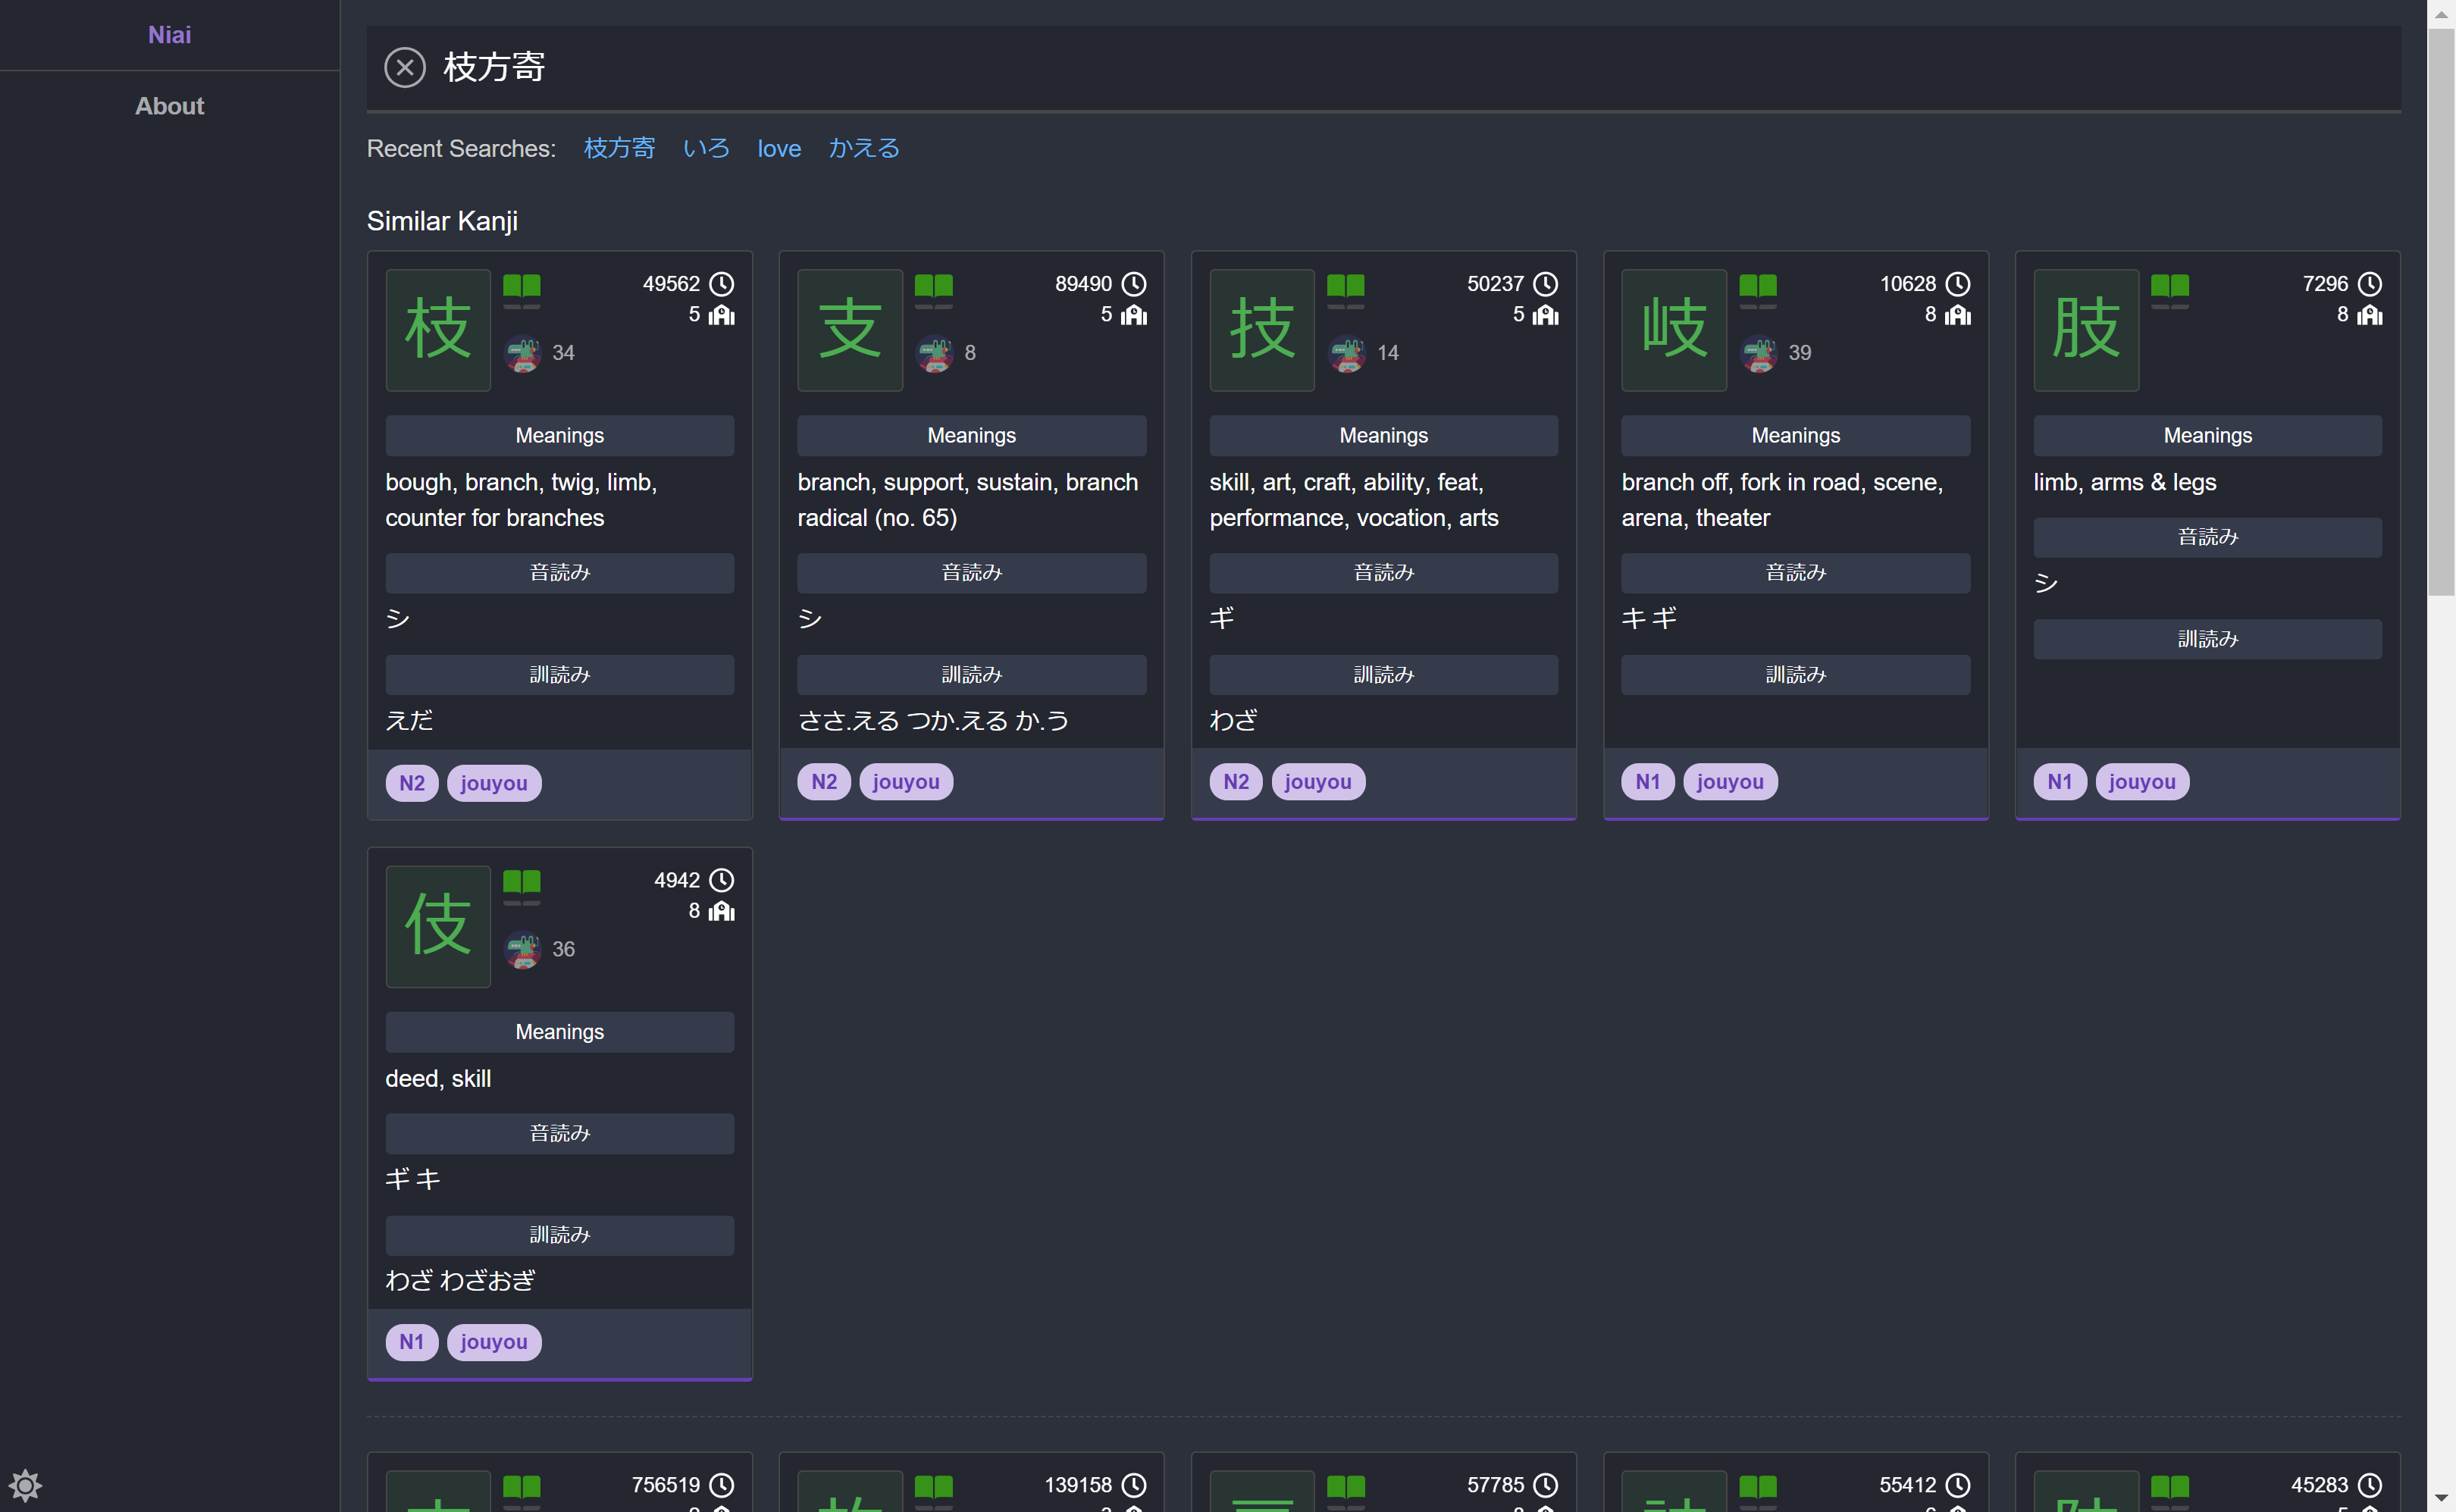 Niai
About
枝方寄
Recent Searches: 枝方寄 いろ love かえる
Similar Kanji
枝
49562
5
34
Meanings
bough, branch, twig, limb,
counter for branches
音読み
シ
訓読み
えだ
N2 jouyou
支
89490
5
8
Meanings
branch, support, sustain, branch
radical (no. 65)
音読み
シ
訓読み
ささ.える つか.える か.う
N2 jouyou
技
50237
5
14
Meanings
skill, art, craft, ability, feat,
performance, vocation, arts
音読み
ギ
訓読み
わざ
N2 jouyou
岐
10628
8
39
Meanings
branch off, fork in road, scene,
arena, theater
音読み
キ ギ
訓読み
N1 jouyou
肢
7296
8
Meanings
limb, arms & legs
音読み
シ
訓読み
N1 jouyou
伎
4942
8
36
Meanings
deed, skill
音読み
ギ キ
訓読み
わざ わざおぎ
N1 jouyou
756519
139158
57785
55412
45283